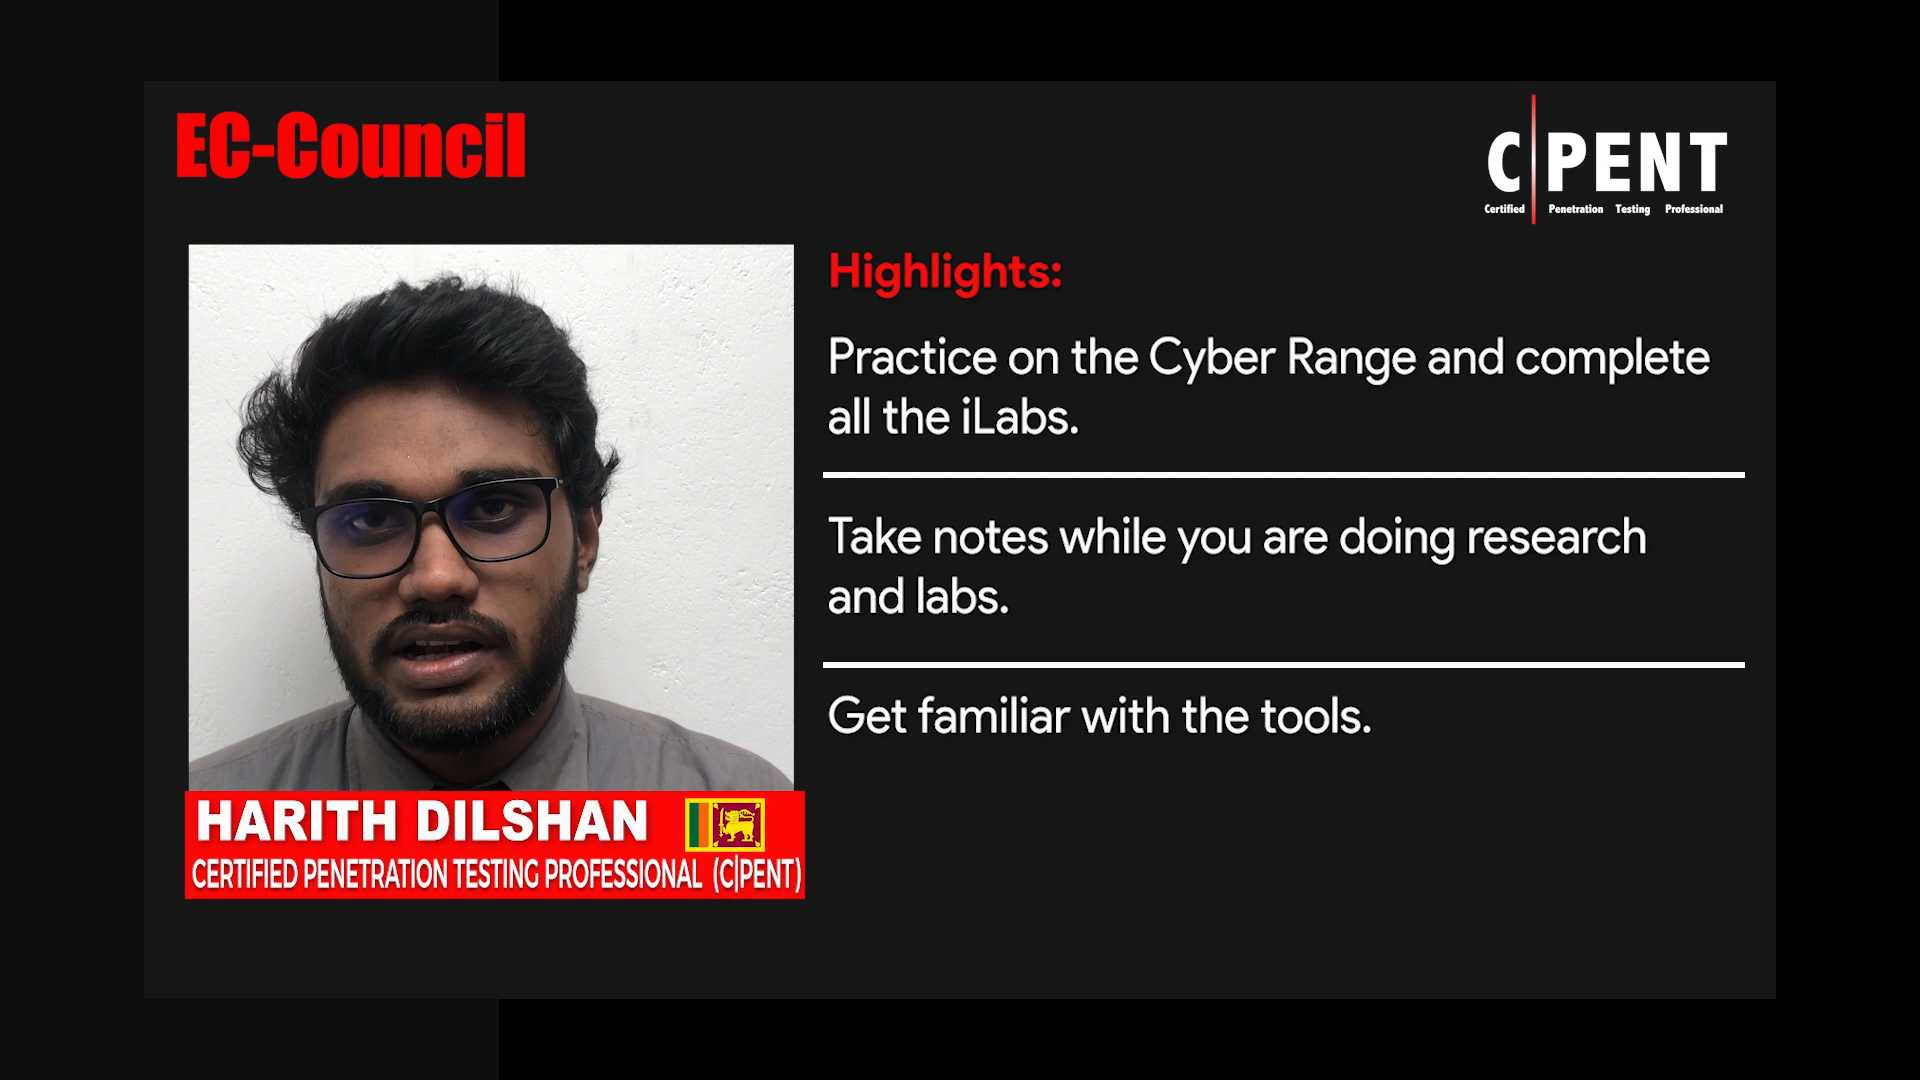 EC-Council
C|PENT
Certified Penetration Testing Professional
Highlights:
Practice on the Cyber Range and complete
all the iLabs.
Take notes while you are doing research
and labs.
Get familiar with the tools.
HARITH DILSHAN
CERTIFIED PENETRATION TESTING PROFESSIONAL (C|PENT)